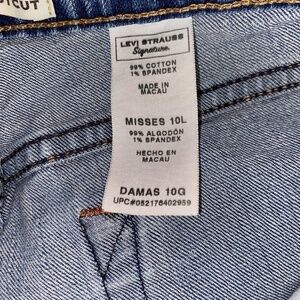 LEVI STRAUSS
Signature.
99% COTTON
1% SPANDEX
MADE IN
MACAU
MISSES 10L
99% ALGODÓN
1% SPANDEX
HECHO EN
MACAU
DAMAS 10G
UPC#052176402959